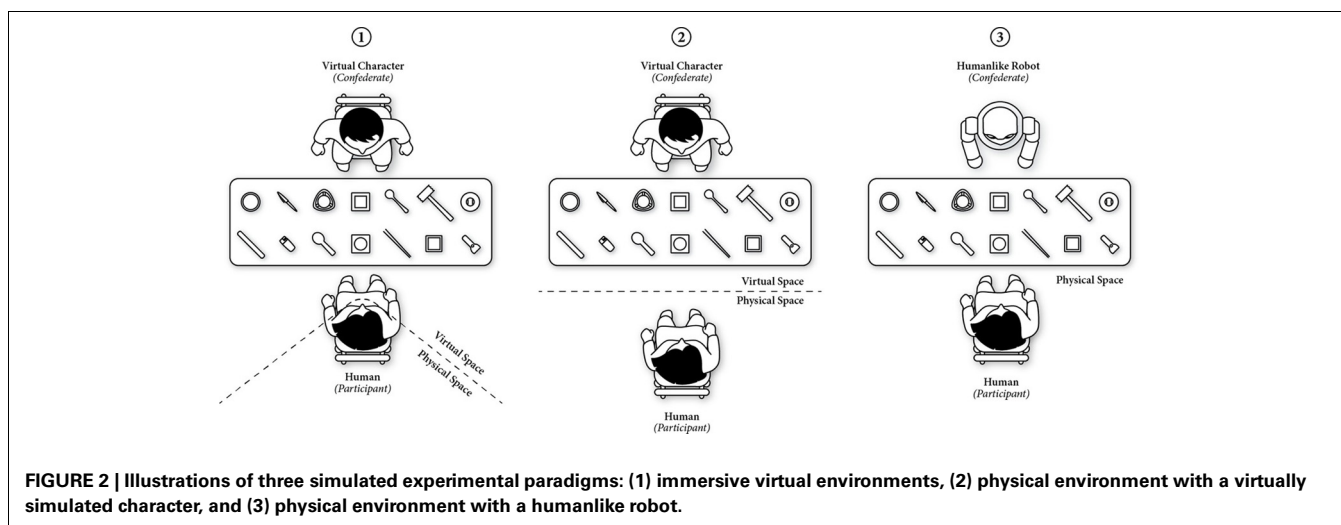 ①
Virtual Character
(Confederate)
Virtual Space
Physical Space
Human
(Participant)
②
Virtual Character
(Confederate)
Virtual Space
Physical Space
Human
(Participant)
③
Humanlike Robot
(Confederate)
Physical Space
Human
(Participant)
FIGURE 2 | Illustrations of three simulated experimental paradigms: (1) immersive virtual environments, (2) physical environment with a virtually
simulated character, and (3) physical environment with a humanlike robot.